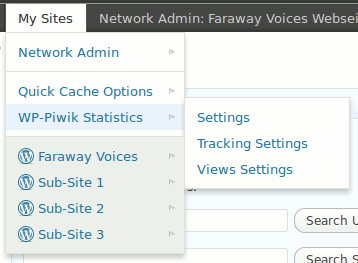 My Sites
Network Admin: Faraway Voices Websei
Network Admin
Quick Cache Options
WP-Piwik Statistics
Settings
Tracking Settings
Views Settings
Faraway Voices
Sub-Site 1
Sub-Site 2
Sub-Site 3
Search U
Search S